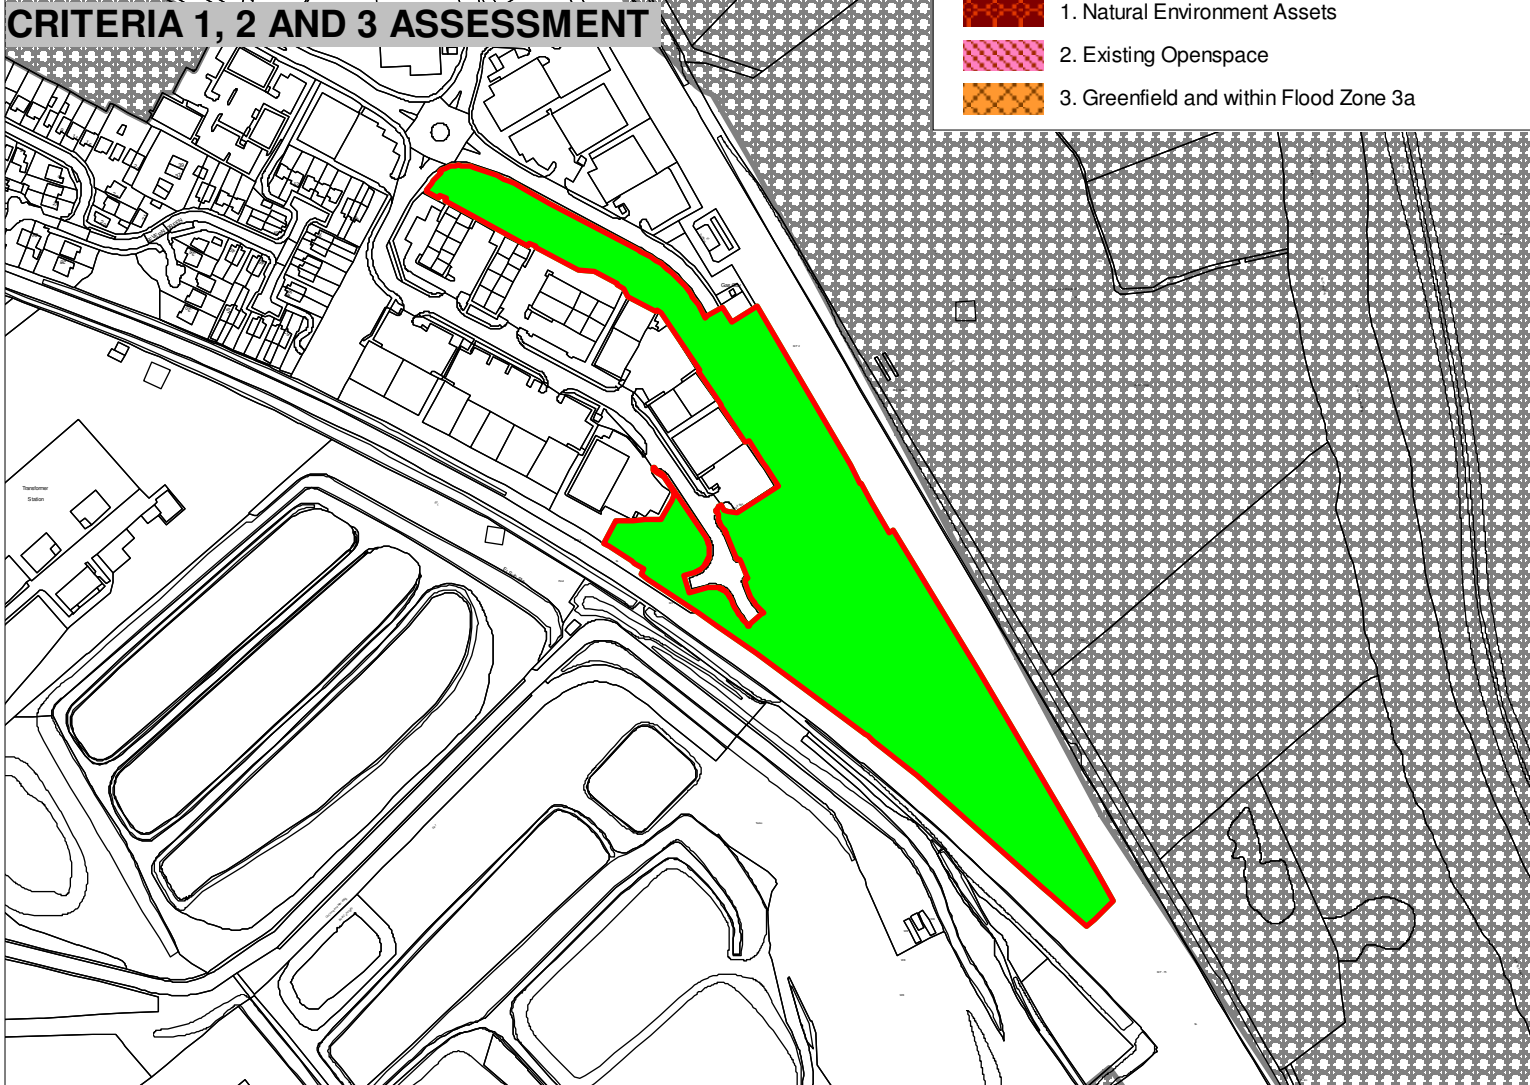 CRITERIA 1, 2 AND 3 ASSESSMENT
1. Natural Environment Assets
2. Existing Openspace
3. Greenfield and within Flood Zone 3a
Transformer
Station